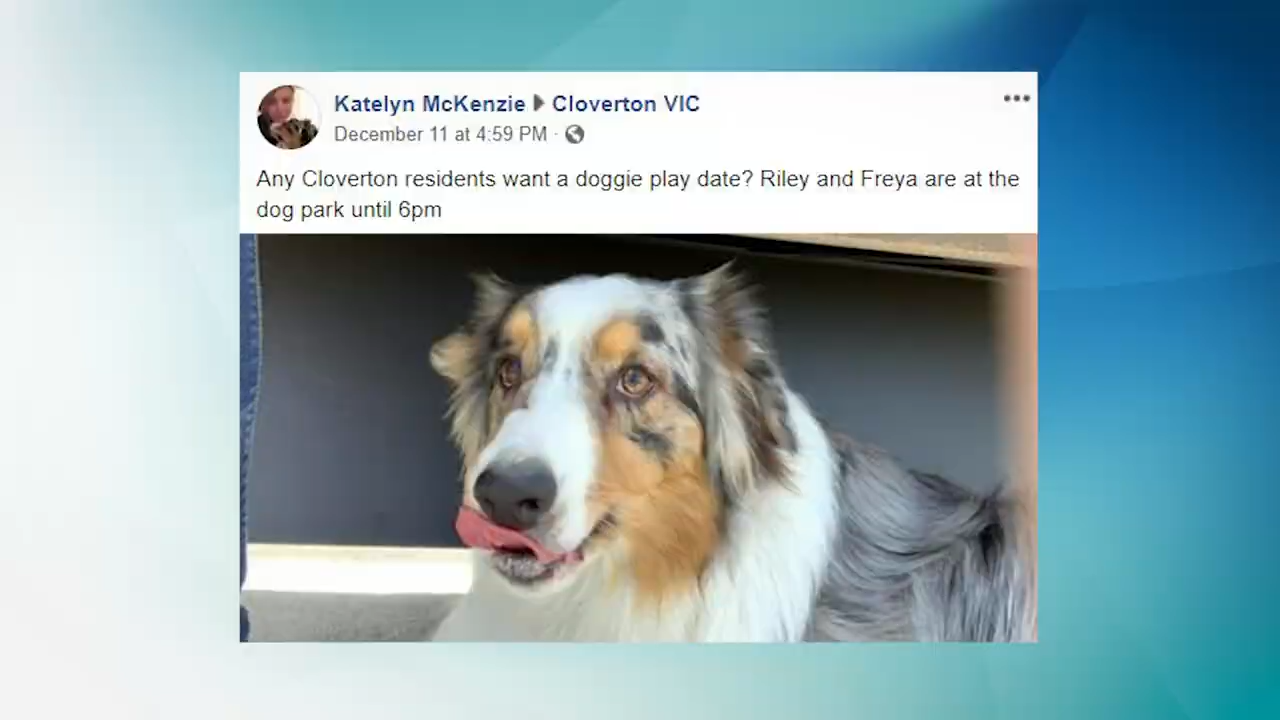 Katelyn McKenzie ▶ Cloverton VIC
December 11 at 4:59 PM ·
Any Cloverton residents want a doggie play date? Riley and Freya are at the
dog park until 6pm